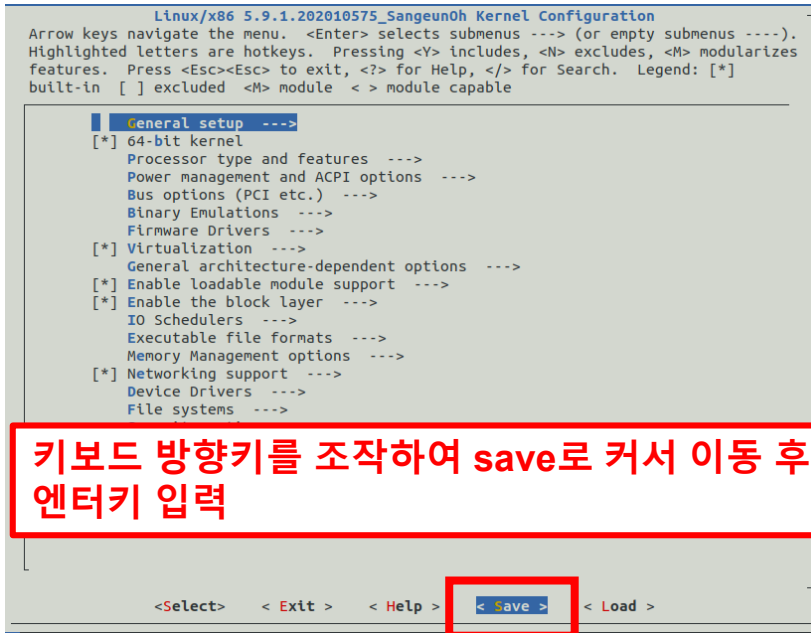 Linux/x86 5.9.1.202010575_SangeunOh Kernel Configuration
Arrow keys navigate the menu.  <Enter> selects submenus ---> (or empty submenus ----).
Highlighted letters are hotkeys.  Pressing <Y> includes, <N> excludes, <M> modularizes
features.  Press <Esc><Esc> to exit, <?> for Help, </> for Search.  Legend: [*]
built-in  [ ] excluded  <M> module  < > module capable
General setup  --->
[*] 64-bit kernel
Processor type and features  --->
Power management and ACPI options  --->
Bus options (PCI etc.)  --->
Binary Emulations  --->
Firmware Drivers  --->
[*] Virtualization  --->
General architecture-dependent options  --->
[*] Enable loadable module support  --->
[*] Enable the block layer  --->
IO Schedulers  --->
Executable file formats  --->
Memory Management options  --->
[*] Networking support  --->
Device Drivers  --->
File systems  --->
키보드 방향키를 조작하여 save로 커서 이동 후
엔터키 입력
<Select>    < Exit >    < Help >    < Save >    < Load >